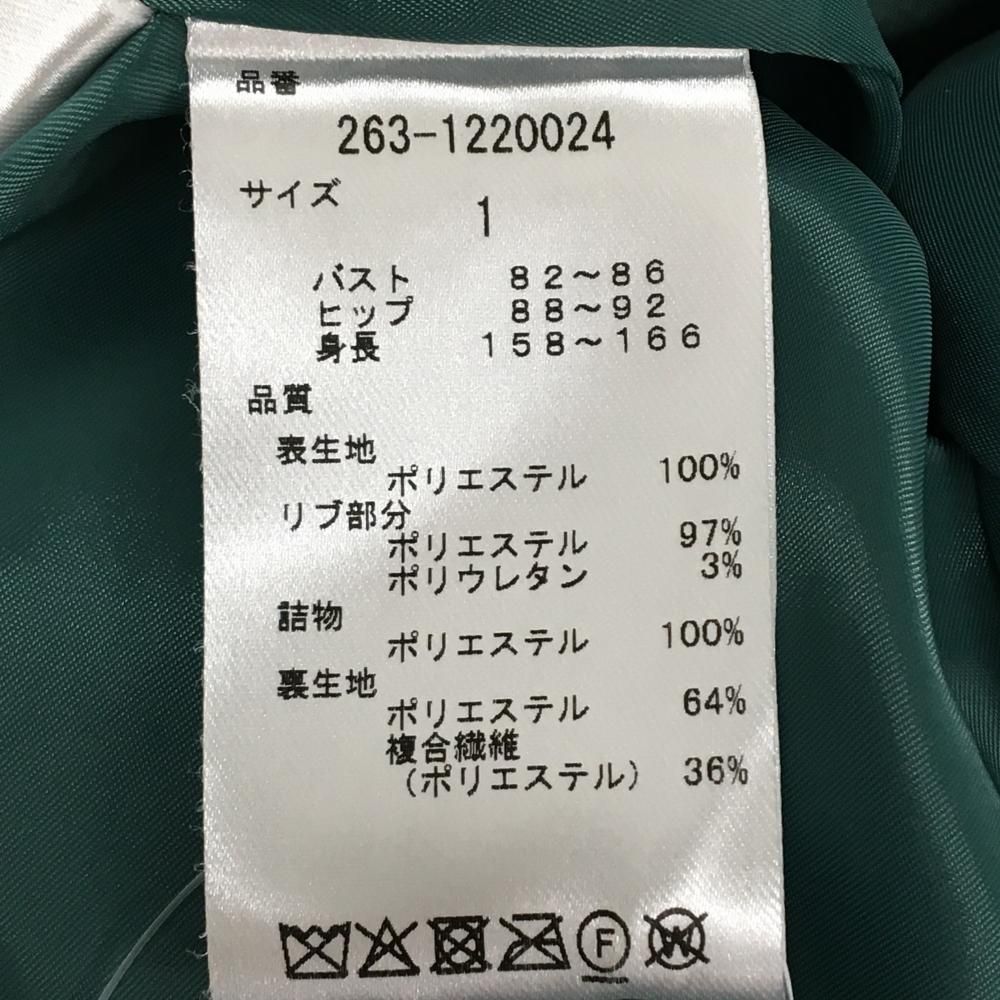 品番
263-1220024
サイズ
1
バスト 82〜86
ヒップ 88〜92
身長 158〜166
品質
表生地
ポリエステル 100%
リブ部分
ポリエステル 97%
ポリウレタン 3%
詰物
ポリエステル 100%
裏生地
ポリエステル 64%
複合繊維
(ポリエステル) 36%
F W